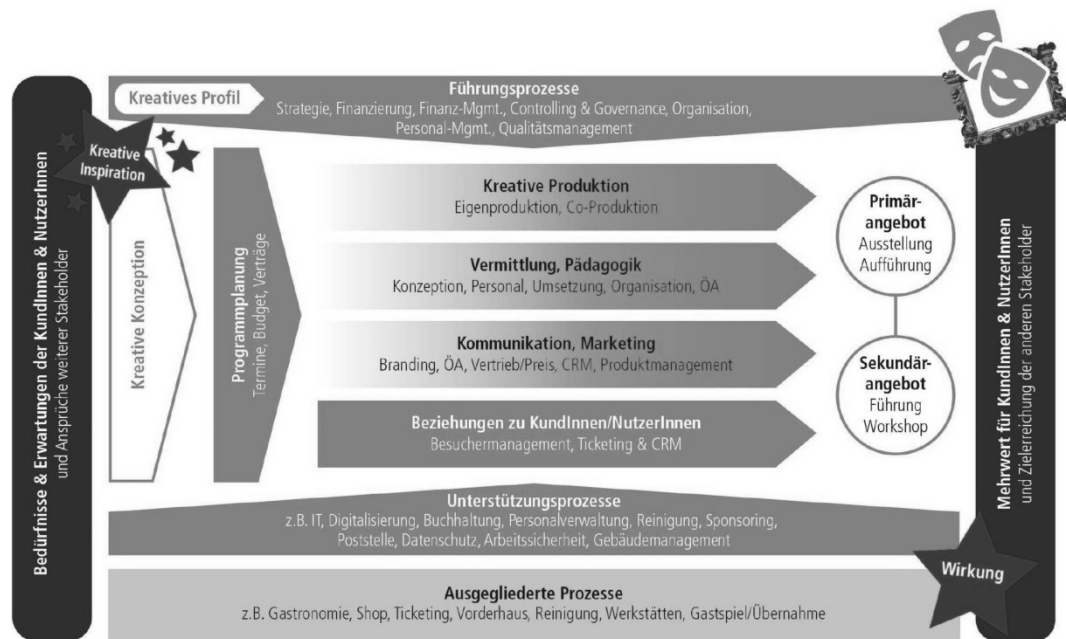 Bedürfnisse & Erwartungen der KundInnen & NutzerInnen
und Ansprüche weiterer Stakeholder
Kreative
Inspiration
Kreatives Profil
Führungsprozesse
Strategie, Finanzierung, Finanz-Mgmt., Controlling & Governance, Organisation,
Personal-Mgmt., Qualitätsmanagement
Kreative Konzeption
Programmplanung
Termine, Budget, Verträge
Kreative Produktion
Eigenproduktion, Co-Produktion
Vermittlung, Pädagogik
Konzeption, Personal, Umsetzung, Organisation, ÖA
Kommunikation, Marketing
Branding, ÖA, Vertrieb/Preis, CRM, Produktmanagement
Beziehungen zu KundInnen/NutzerInnen
Besuchermanagement, Ticketing & CRM
Primär-
angebot
Ausstellung
Aufführung
Sekundär-
angebot
Führung
Workshop
Unterstützungsprozesse
z.B. IT, Digitalisierung, Buchhaltung, Personalverwaltung, Reinigung, Sponsoring,
Poststelle, Datenschutz, Arbeitssicherheit, Gebäudemanagement
Ausgegliederte Prozesse
z.B. Gastronomie, Shop, Ticketing, Vorderhaus, Reinigung, Werkstätten, Gastspiel/Übernahme
Mehrwert für KundInnen & NutzerInnen
und Zielerreichung der anderen Stakeholder
Wirkung